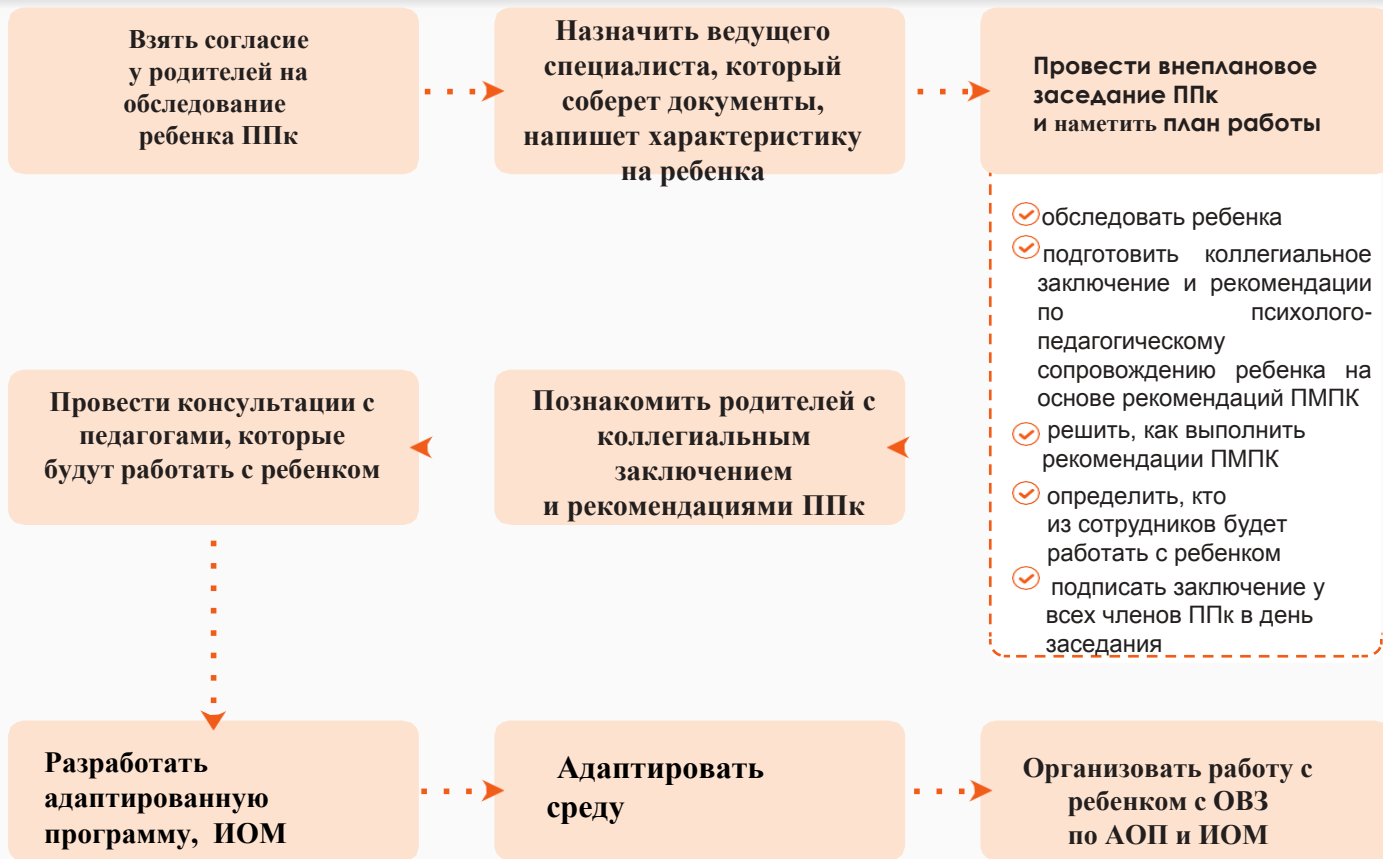 Взять согласие
у родителей на
обследование
ребенка ППк
Назначить ведущего
специалиста, который
соберет документы,
напишет характеристику
на ребенка
Провести внеплановое
заседание ППк
и наметить план работы
обследовать ребенка
подготовить коллегиальное
заключение и рекомендации
по психолого-
педагогическому
сопровождению ребенка на
основе рекомендаций ПМПК
решить, как выполнить
рекомендации ПМПК
определить, кто
из сотрудников будет
работать с ребенком
подписать заключение у
всех членов ППк в день
заседания
Познакомить родителей с
коллегиальным
заключением
и рекомендациями ППк
Провести консультации с
педагогами, которые
будут работать с ребенком
Разработать
адаптированную
программу, ИОМ
Адаптировать
среду
Организовать работу с
ребенком с ОВЗ
по АОП и ИОМ